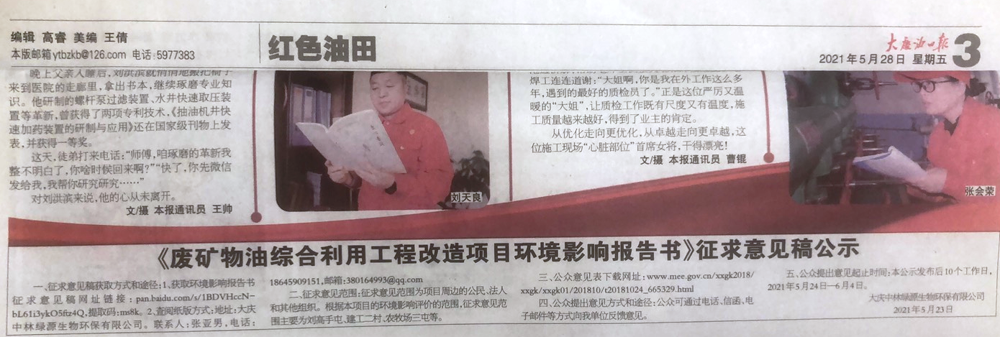 编辑 高睿 美编 王倩
本版邮箱ytbzkb@126.com 电话:5977383
红色油田
大庆油田报
2021年5月28日 星期五
3
晚上父亲入睡后,刘洪滨就悄悄地搬把椅子
来到医院的走廊里,拿出书本,继续琢磨专业知
识。他研制的螺杆泵过滤装置、水井快速取压装
置等革新,曾获得了两项专利技术,《抽油机井快
速加药装置的研制与应用》还在国家级刊物上发
表,并获得一等奖。
这天,徒弟打来电话:“师傅,咱琢磨的革新我
整不明白了,你啥时候回来啊?”“快了,你先微信
发给我,我帮你研究研究……”
对刘洪滨来说,他的心从未离开。
文/摄 本报通讯员 王帅
刘天良
焊工连连道谢:“大姐啊,你是我在外工作这么多
年,遇到的最好的质检员了。”正是这位严厉又温
暖的“大姐”,让质检工作既有尺度又有温度,施
工质量越来越好,得到了业主的肯定。
从优化走向更优化,从卓越走向更卓越,这
位施工现场“心脏部位”首席女将,干得漂亮!
文/摄 本报通讯员 曹锟
张会荣
《废矿物油综合利用工程改造项目环境影响报告书》征求意见稿公示
一、征求意见稿获取方式和途径:1、获取环境影响报告书
征求意见稿网址链接:pan.baidu.com/s/1BDVHccN-
bL61i3ykO5ftz4Q,提取码:ms8k。2、查阅纸版方式:地址:大庆
中林绿源生物环保有限公司。联系人:张亚男,电话:
18645909151,邮箱:380164993@qq.com
二、征求意见范围:征求意见范围为项目周边的公民、法人
和其他组织。根据本项目的环境影响评价的范围,征求意见范
围主要为刘高手屯、建工二村、农牧场三屯等。
三、公众意见表下载网址:www.mee.gov.cn/xxgk2018/
xxgk/xxgk01/201810/t20181024_665329.html
四、公众提出意见方式和途径:公众可通过电话、信函、电
子邮件等方式向我单位反馈意见。
五、公众提出意见起止时间:本公示发布后10个工作日,
2021年5月24日—6月4日。
大庆中林绿源生物环保有限公司
2021年5月23日